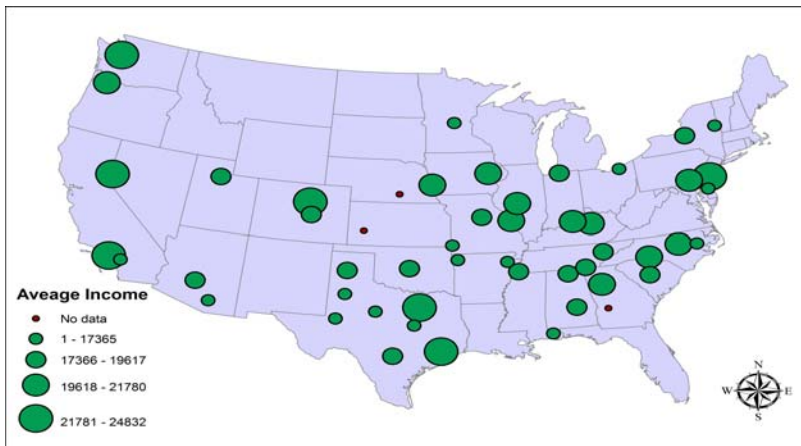 Aveage Income
No data
1 - 17365
17366 - 19617
19618 - 21780
21781 - 24832
N
W E
S